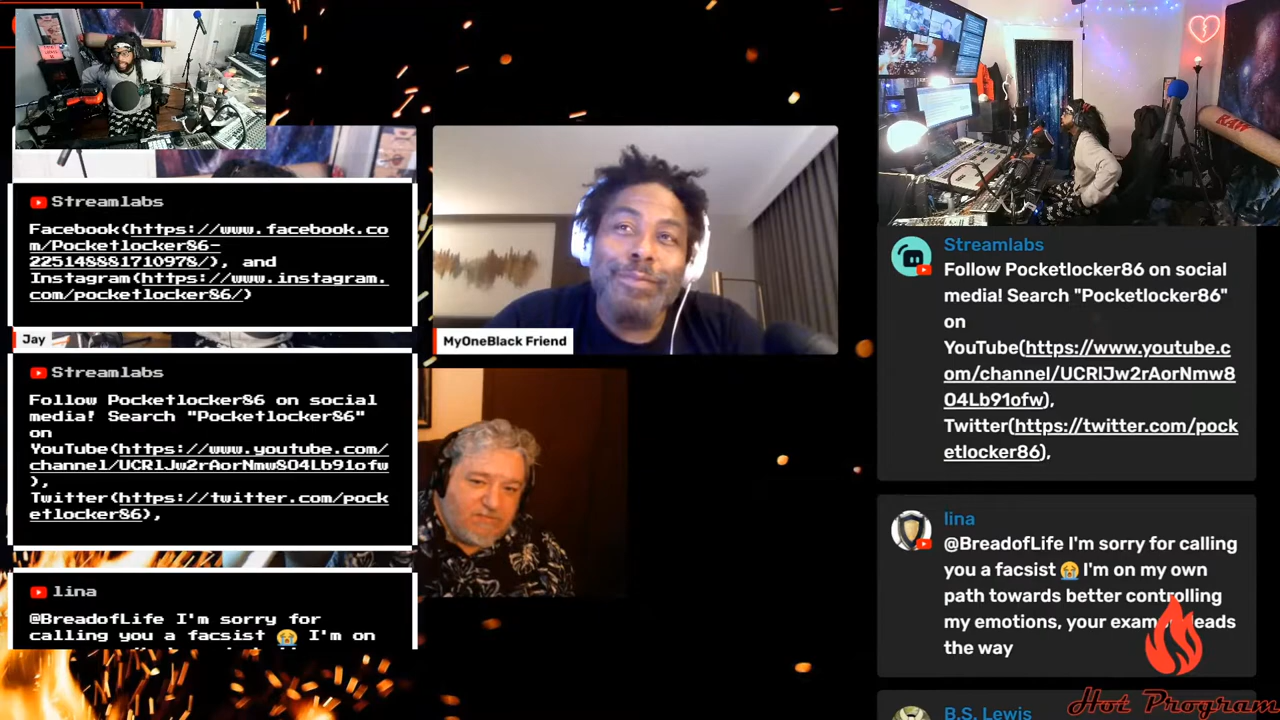 Streamlabs
Facebook(https://www.facebook.co
m/Pocketlocker86-
225148881710978/), and
Instagram(https://www.instagram.
com/pocketlocker86/)
Jay
Streamlabs
Follow Pocketlocker86 on social
media! Search "Pocketlocker86"
on
YouTube(https://www.youtube.com/
channel/UCRlJw2rAorNmw8O4Lb91ofw
),
Twitter(https://twitter.com/pock
etlocker86),
lina
@BreadofLife I'm sorry for
calling you a facsist 😭 I'm on
MyOneBlack Friend
RAW
Streamlabs
Follow Pocketlocker86 on social
media! Search "Pocketlocker86"
on
YouTube(https://www.youtube.c
om/channel/UCRlJw2rAorNmw8
O4Lb91ofw),
Twitter(https://twitter.com/pock
etlocker86),
lina
@BreadofLife I'm sorry for calling
you a facsist 😭 I'm on my own
path towards better controlling
my emotions, your example leads
the way
B.S. Lewis
Hot Program